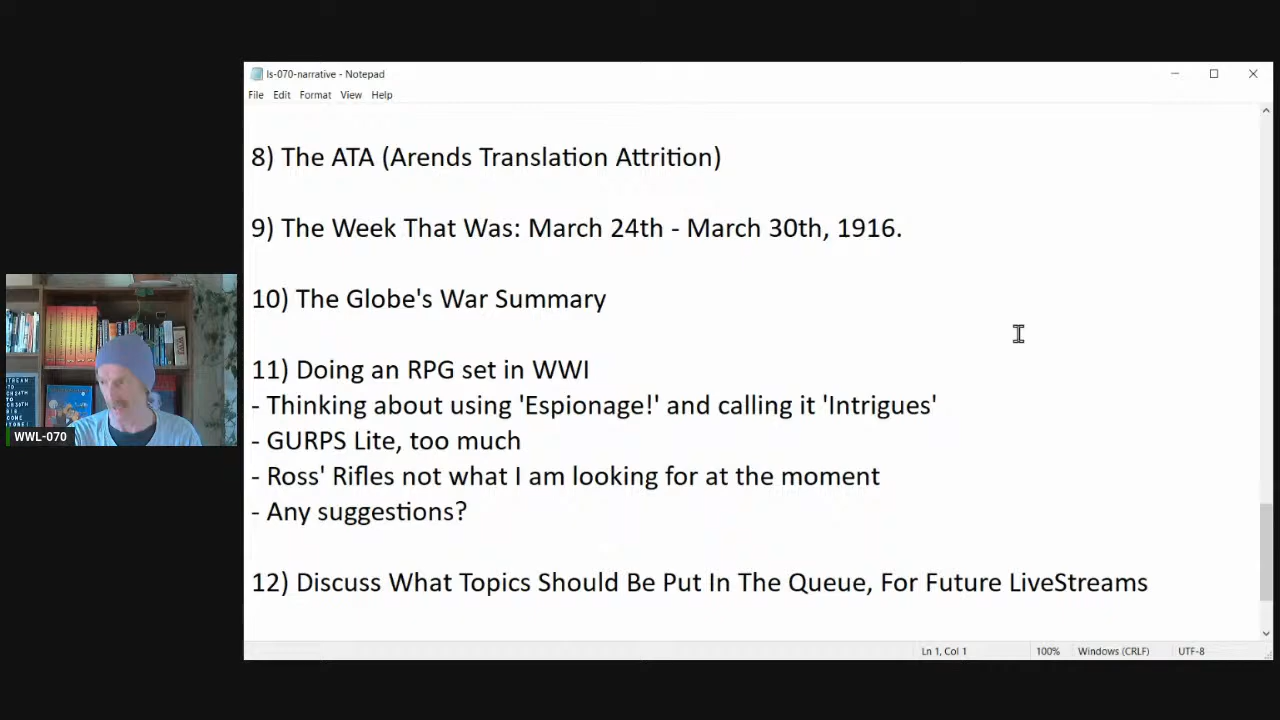 ls-070-narrative - Notepad
File Edit Format View Help
8) The ATA (Arends Translation Attrition)
9) The Week That Was: March 24th - March 30th, 1916.
10) The Globe's War Summary
11) Doing an RPG set in WWI
- Thinking about using 'Espionage!' and calling it 'Intrigues'
- GURPS Lite, too much
- Ross' Rifles not what I am looking for at the moment
- Any suggestions?
12) Discuss What Topics Should Be Put In The Queue, For Future LiveStreams
WWL-070
Ln 1, Col 1 100% Windows (CRLF) UTF-8